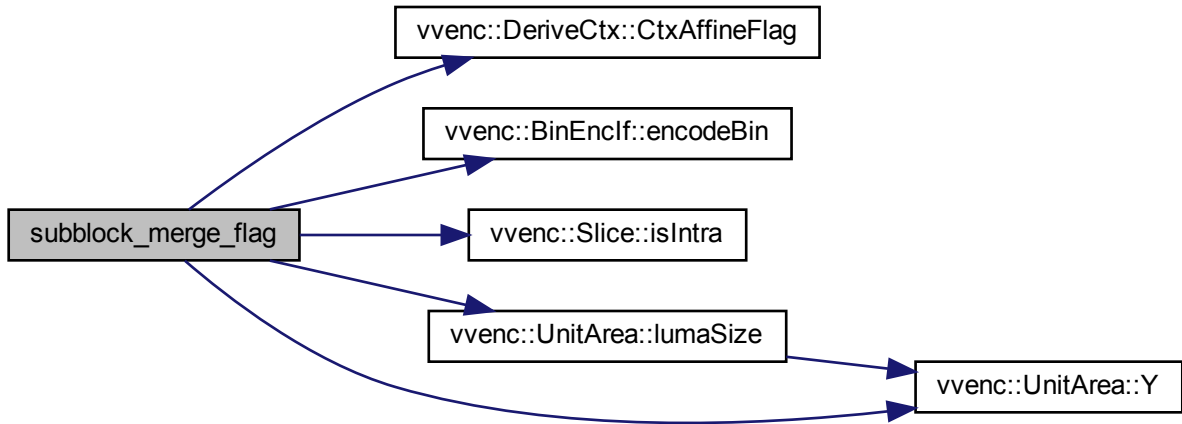 vvenc::DeriveCtx::CtxAffineFlag
vvenc::BinEncIf::encodeBin
subblock_merge_flag
vvenc::Slice::isIntra
vvenc::UnitArea::lumaSize
vvenc::UnitArea::Y